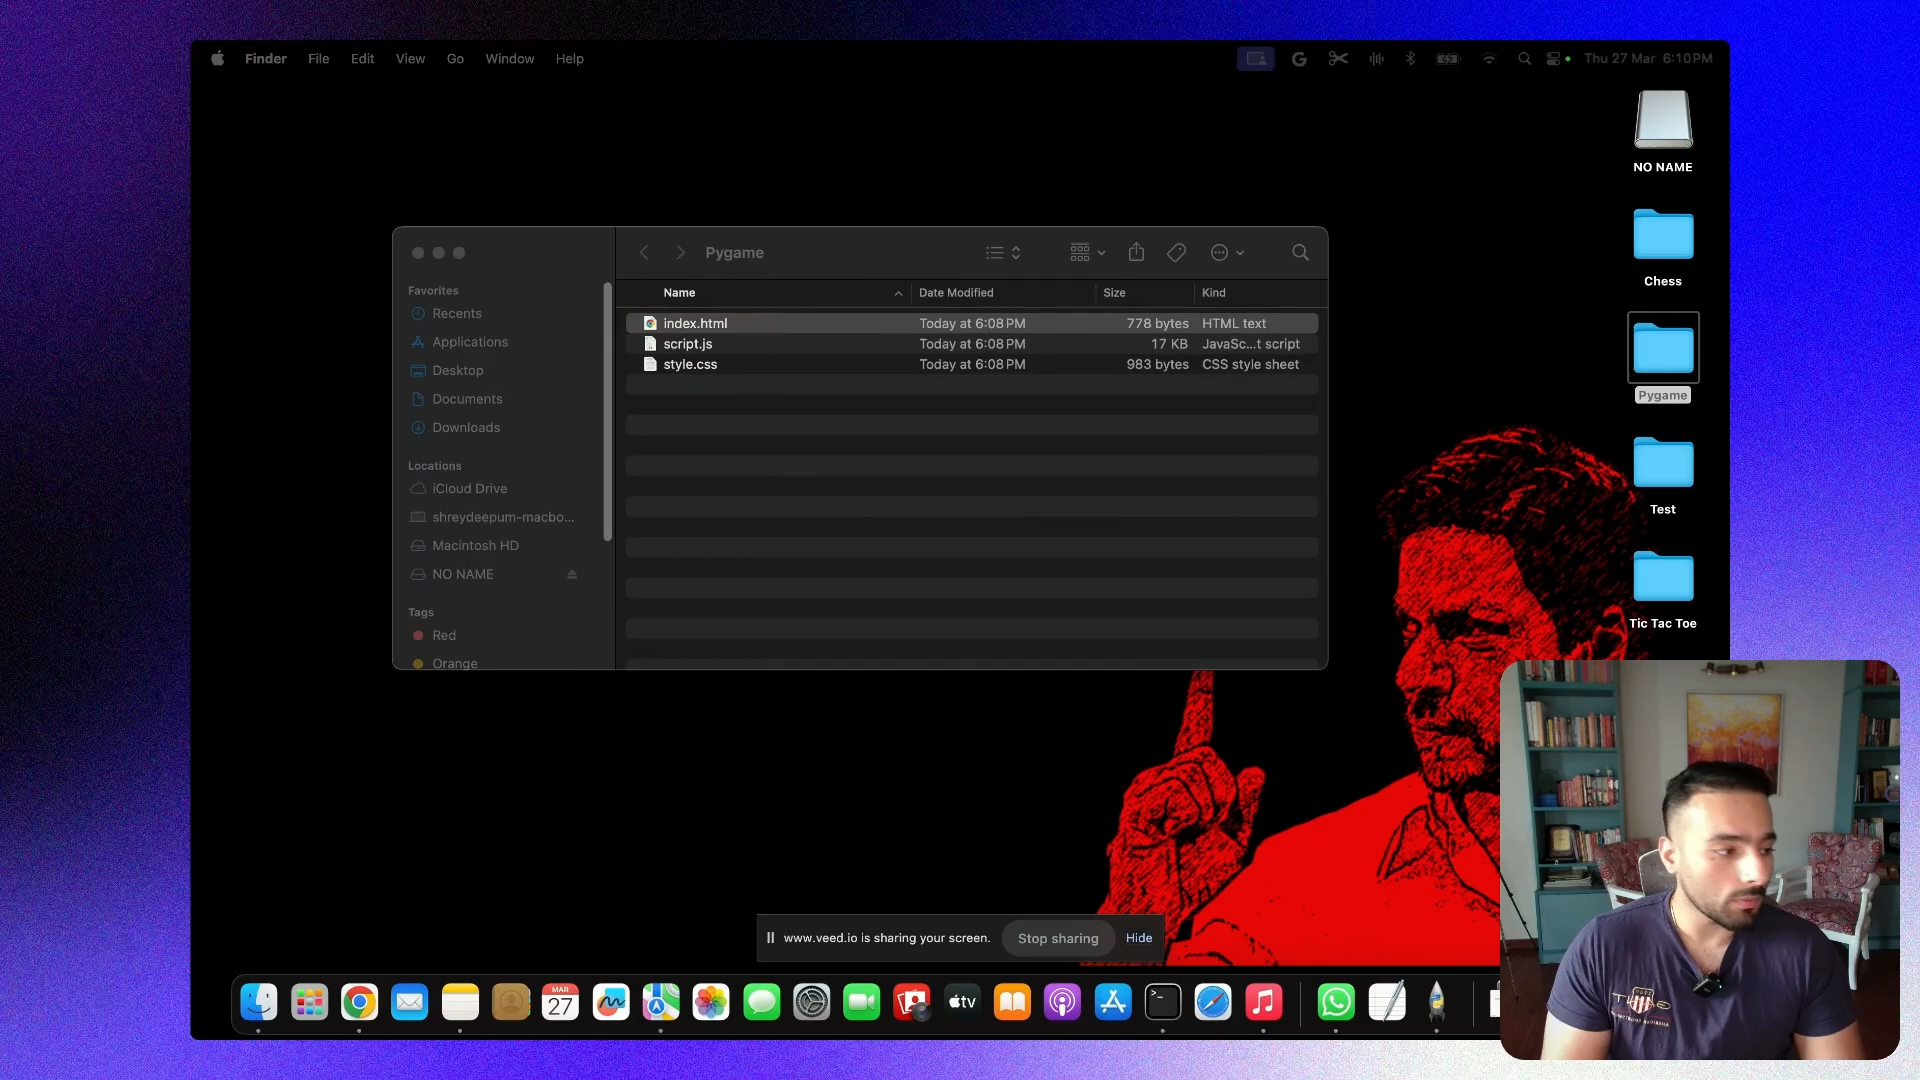 Finder File Edit View Go Window Help
Thu 27 Mar 6:10 PM
NO NAME
Chess
Pygame
Test
Tic Tac Toe
Pygame
Favorites
Recents
Applications
Desktop
Documents
Downloads
Locations
iCloud Drive
shreydeepum-macbo...
Macintosh HD
NO NAME
Tags
Red
Orange
Name Date Modified Size Kind
index.html Today at 6:08 PM 778 bytes HTML text
script.js Today at 6:08 PM 17 KB JavaSc...t script
style.css Today at 6:08 PM 983 bytes CSS style sheet
www.veed.io is sharing your screen. Stop sharing Hide
MAR
27
tv